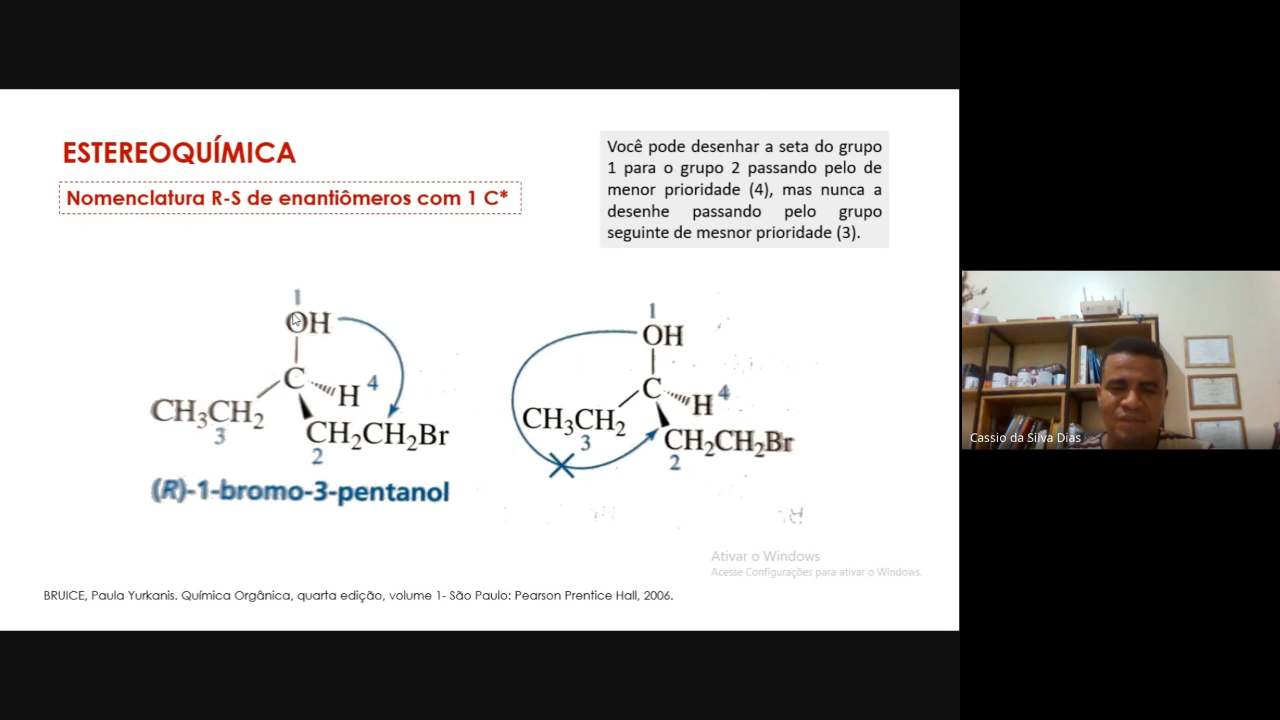 ESTEREOQUÍMICA
Nomenclatura R-S de enantiômeros com 1 C*
Você pode desenhar a seta do grupo
1 para o grupo 2 passando pelo de
menor prioridade (4), mas nunca a
desenhe passando pelo grupo
seguinte de mesnor prioridade (3).
1
OH
C
H 4
CH₃CH₂
3
CH₂CH₂Br
2
(R)-1-bromo-3-pentanol
1
OH
C
H 4
CH₃CH₂
3
CH₂CH₂Br
2
Ativar o Windows
Acesse Configurações para ativar o Windows.
BRUICE, Paula Yurkanis. Química Orgânica, quarta edição, volume 1- São Paulo: Pearson Prentice Hall, 2006.
Cassio da Silva Dias